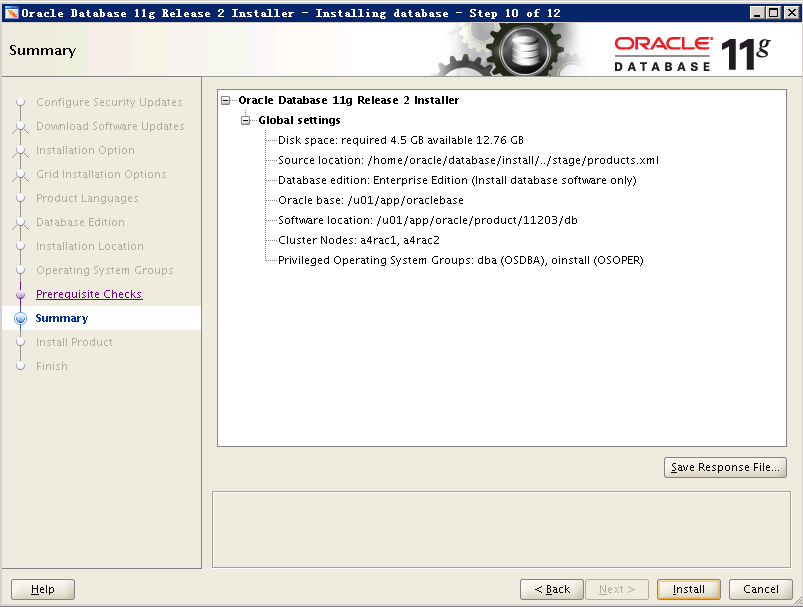 Oracle Database 11g Release 2 Installer - Installing database - Step 10 of 12
Summary
ORACLE
DATABASE
11g
Configure Security Updates
Download Software Updates
Installation Option
Grid Installation Options
Product Languages
Database Edition
Installation Location
Operating System Groups
Prerequisite Checks
Summary
Install Product
Finish
Oracle Database 11g Release 2 Installer
Global settings
Disk space: required 4.5 GB available 12.76 GB
Source location: /home/oracle/database/install/../stage/products.xml
Database edition: Enterprise Edition (Install database software only)
Oracle base: /u01/app/oraclebase
Software location: /u01/app/oracle/product/11203/db
Cluster Nodes: a4rac1, a4rac2
Privileged Operating System Groups: dba (OSDBA), oinstall (OSOPER)
Save Response File...
Help
< Back
Next >
Install
Cancel